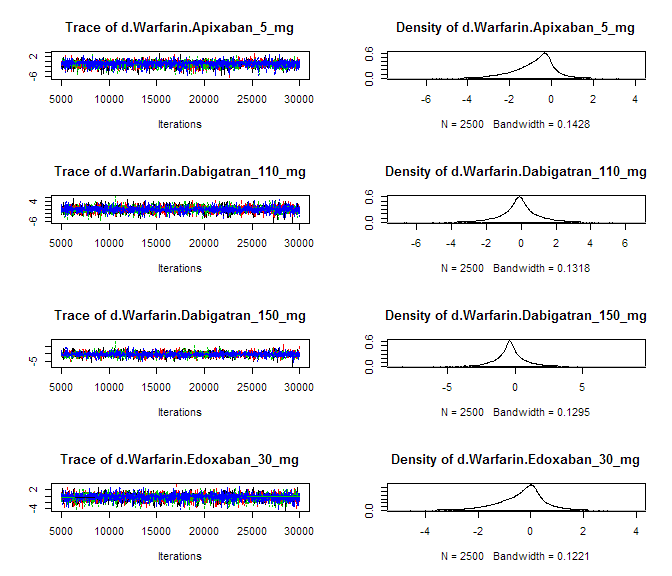 Trace of d.Warfarin.Apixaban_5_mg
Density of d.Warfarin.Apixaban_5_mg
2
-6
5000 10000 15000 20000 25000 30000
Iterations
0.6
0.0
-6 -4 -2 0 2 4
N = 2500 Bandwidth = 0.1428
Trace of d.Warfarin.Dabigatran_110_mg
Density of d.Warfarin.Dabigatran_110_mg
4
-6
5000 10000 15000 20000 25000 30000
Iterations
0.6
0.0
-6 -4 -2 0 2 4 6
N = 2500 Bandwidth = 0.1318
Trace of d.Warfarin.Dabigatran_150_mg
Density of d.Warfarin.Dabigatran_150_mg
-5
5000 10000 15000 20000 25000 30000
Iterations
0.6
0.0
-5 0 5
N = 2500 Bandwidth = 0.1295
Trace of d.Warfarin.Edoxaban_30_mg
Density of d.Warfarin.Edoxaban_30_mg
2
-4
5000 10000 15000 20000 25000 30000
Iterations
0.0
-4 -2 0 2 4
N = 2500 Bandwidth = 0.1221